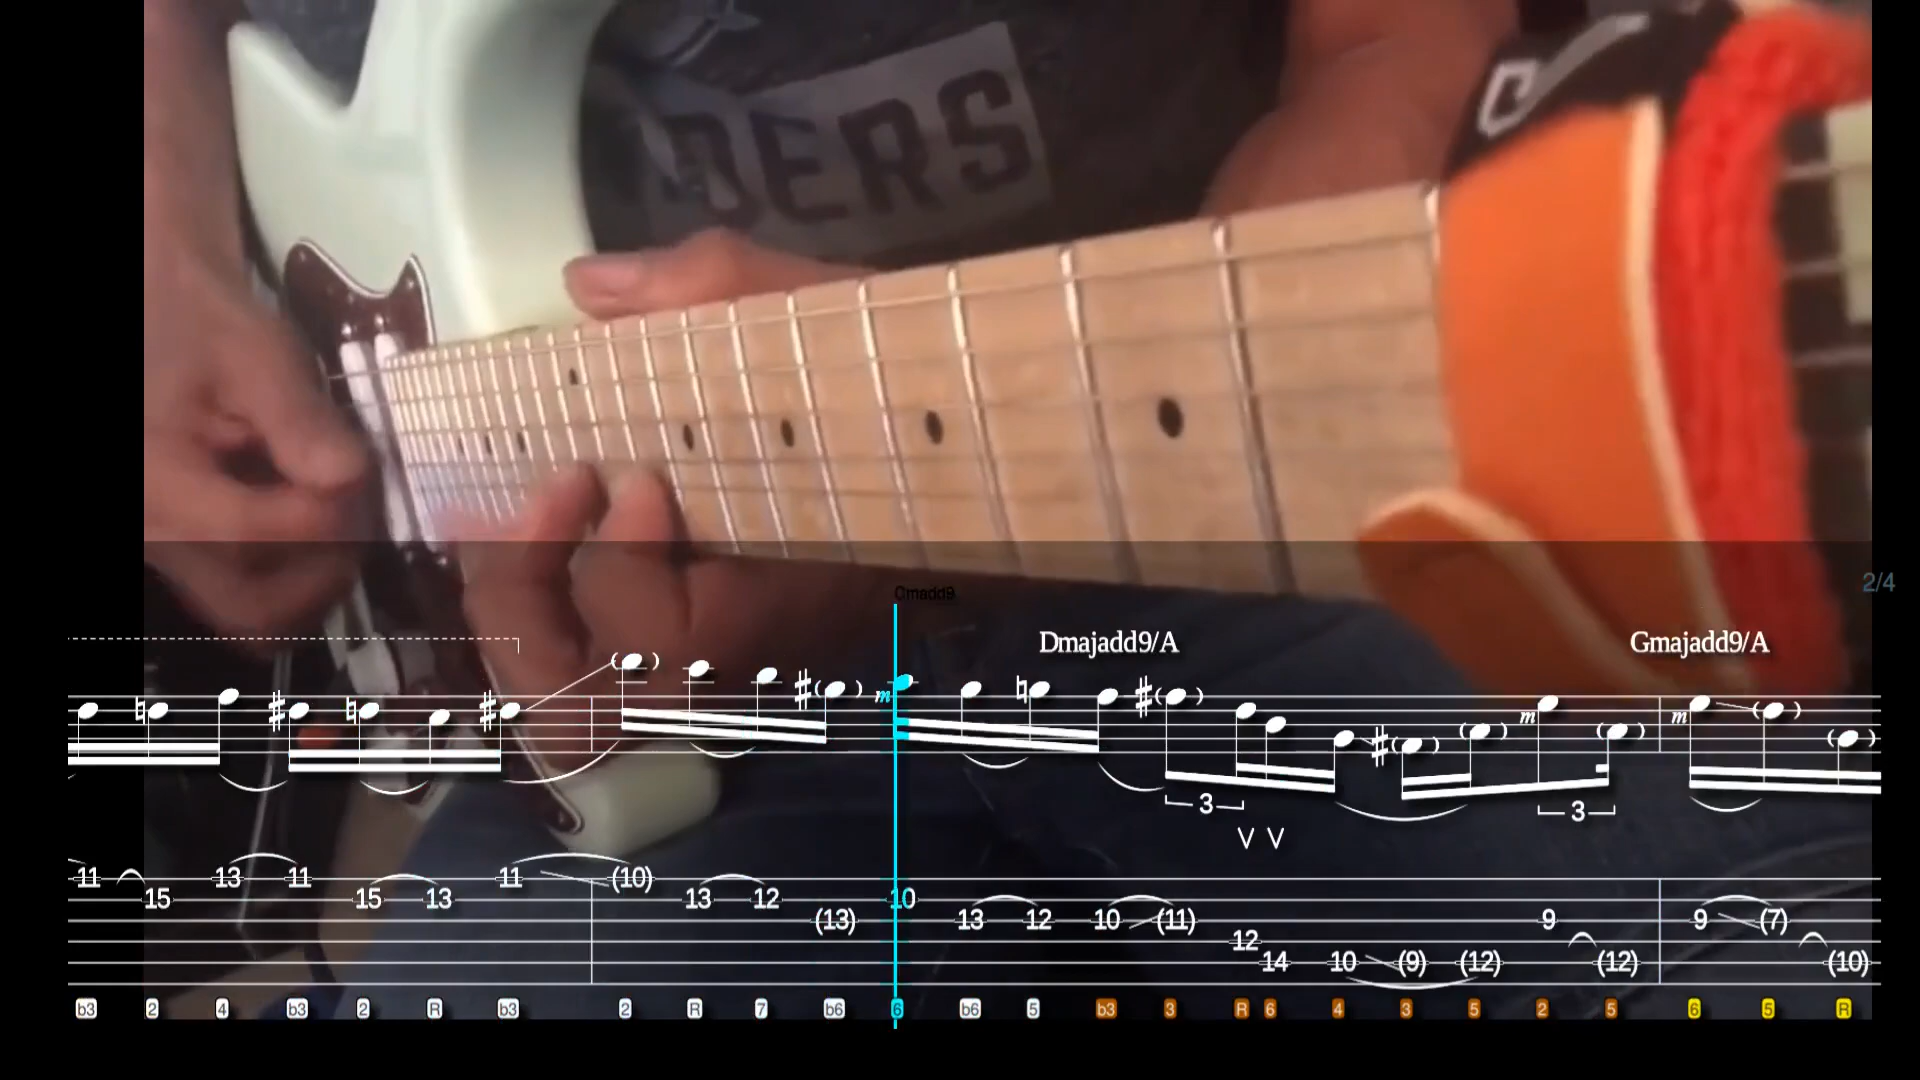 DERS
2/4
Cmadd9
Dmajadd9/A Gmajadd9/A
m m m
3 3
11 15 13 11 15 13 11 (10) 13 12 (13) 10 13 12 10 (11) 12 14 10 (9) (12) 9 (12) 9 (7) (10)
b3 2 4 b3 2 R b3 2 R 7 b6 6 b6 5 b3 3 R 6 4 3 5 2 5 6 5 R